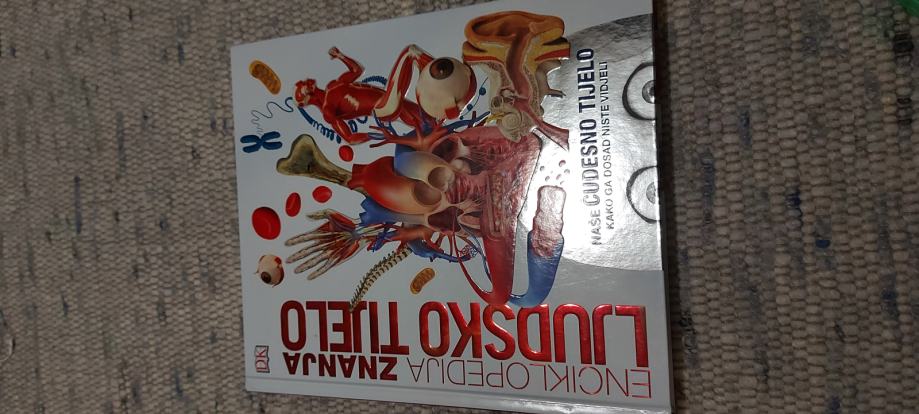 DK
ENCIKLOPEDIJA ZNANJA
LJUDSKO TIJELO
NAŠE ČUDESNO TIJELO
KAKO GA DOSAD NISTE VIDJELI